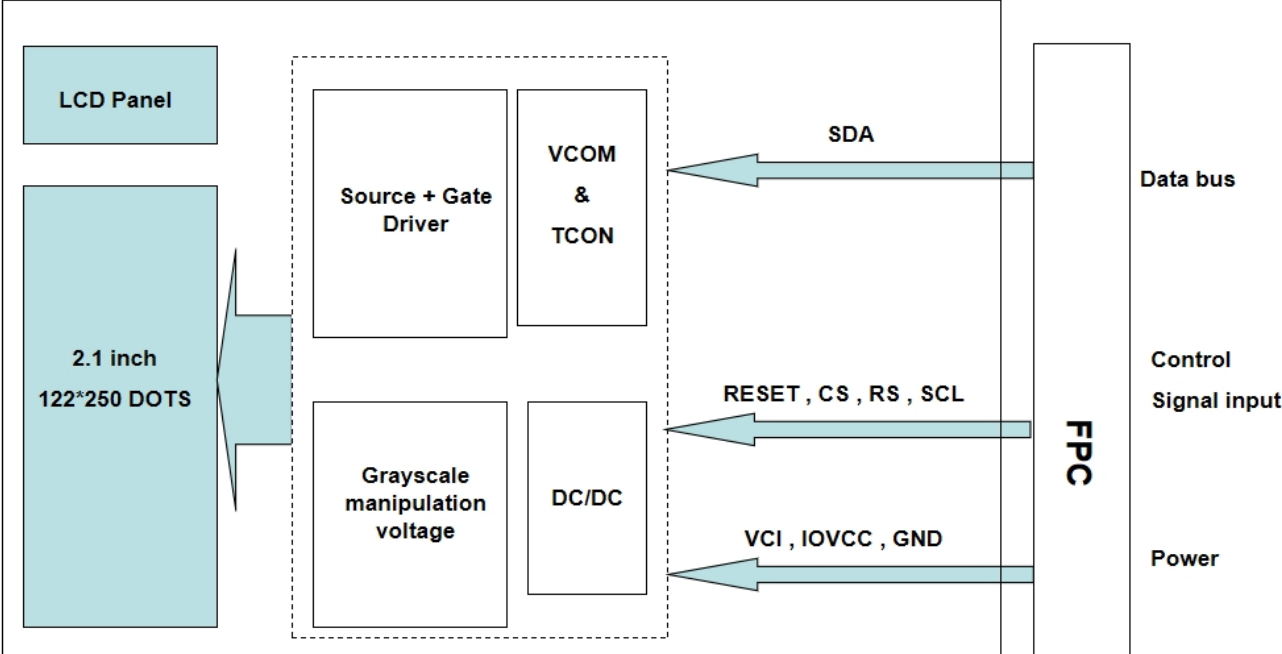 LCD Panel
2.1 inch
122*250 DOTS
Source + Gate
Driver
VCOM
&
TCON
Grayscale
manipulation
voltage
DC/DC
SDA
RESET , CS , RS , SCL
VCI , IOVCC , GND
FPC
Data bus
Control
Signal input
Power